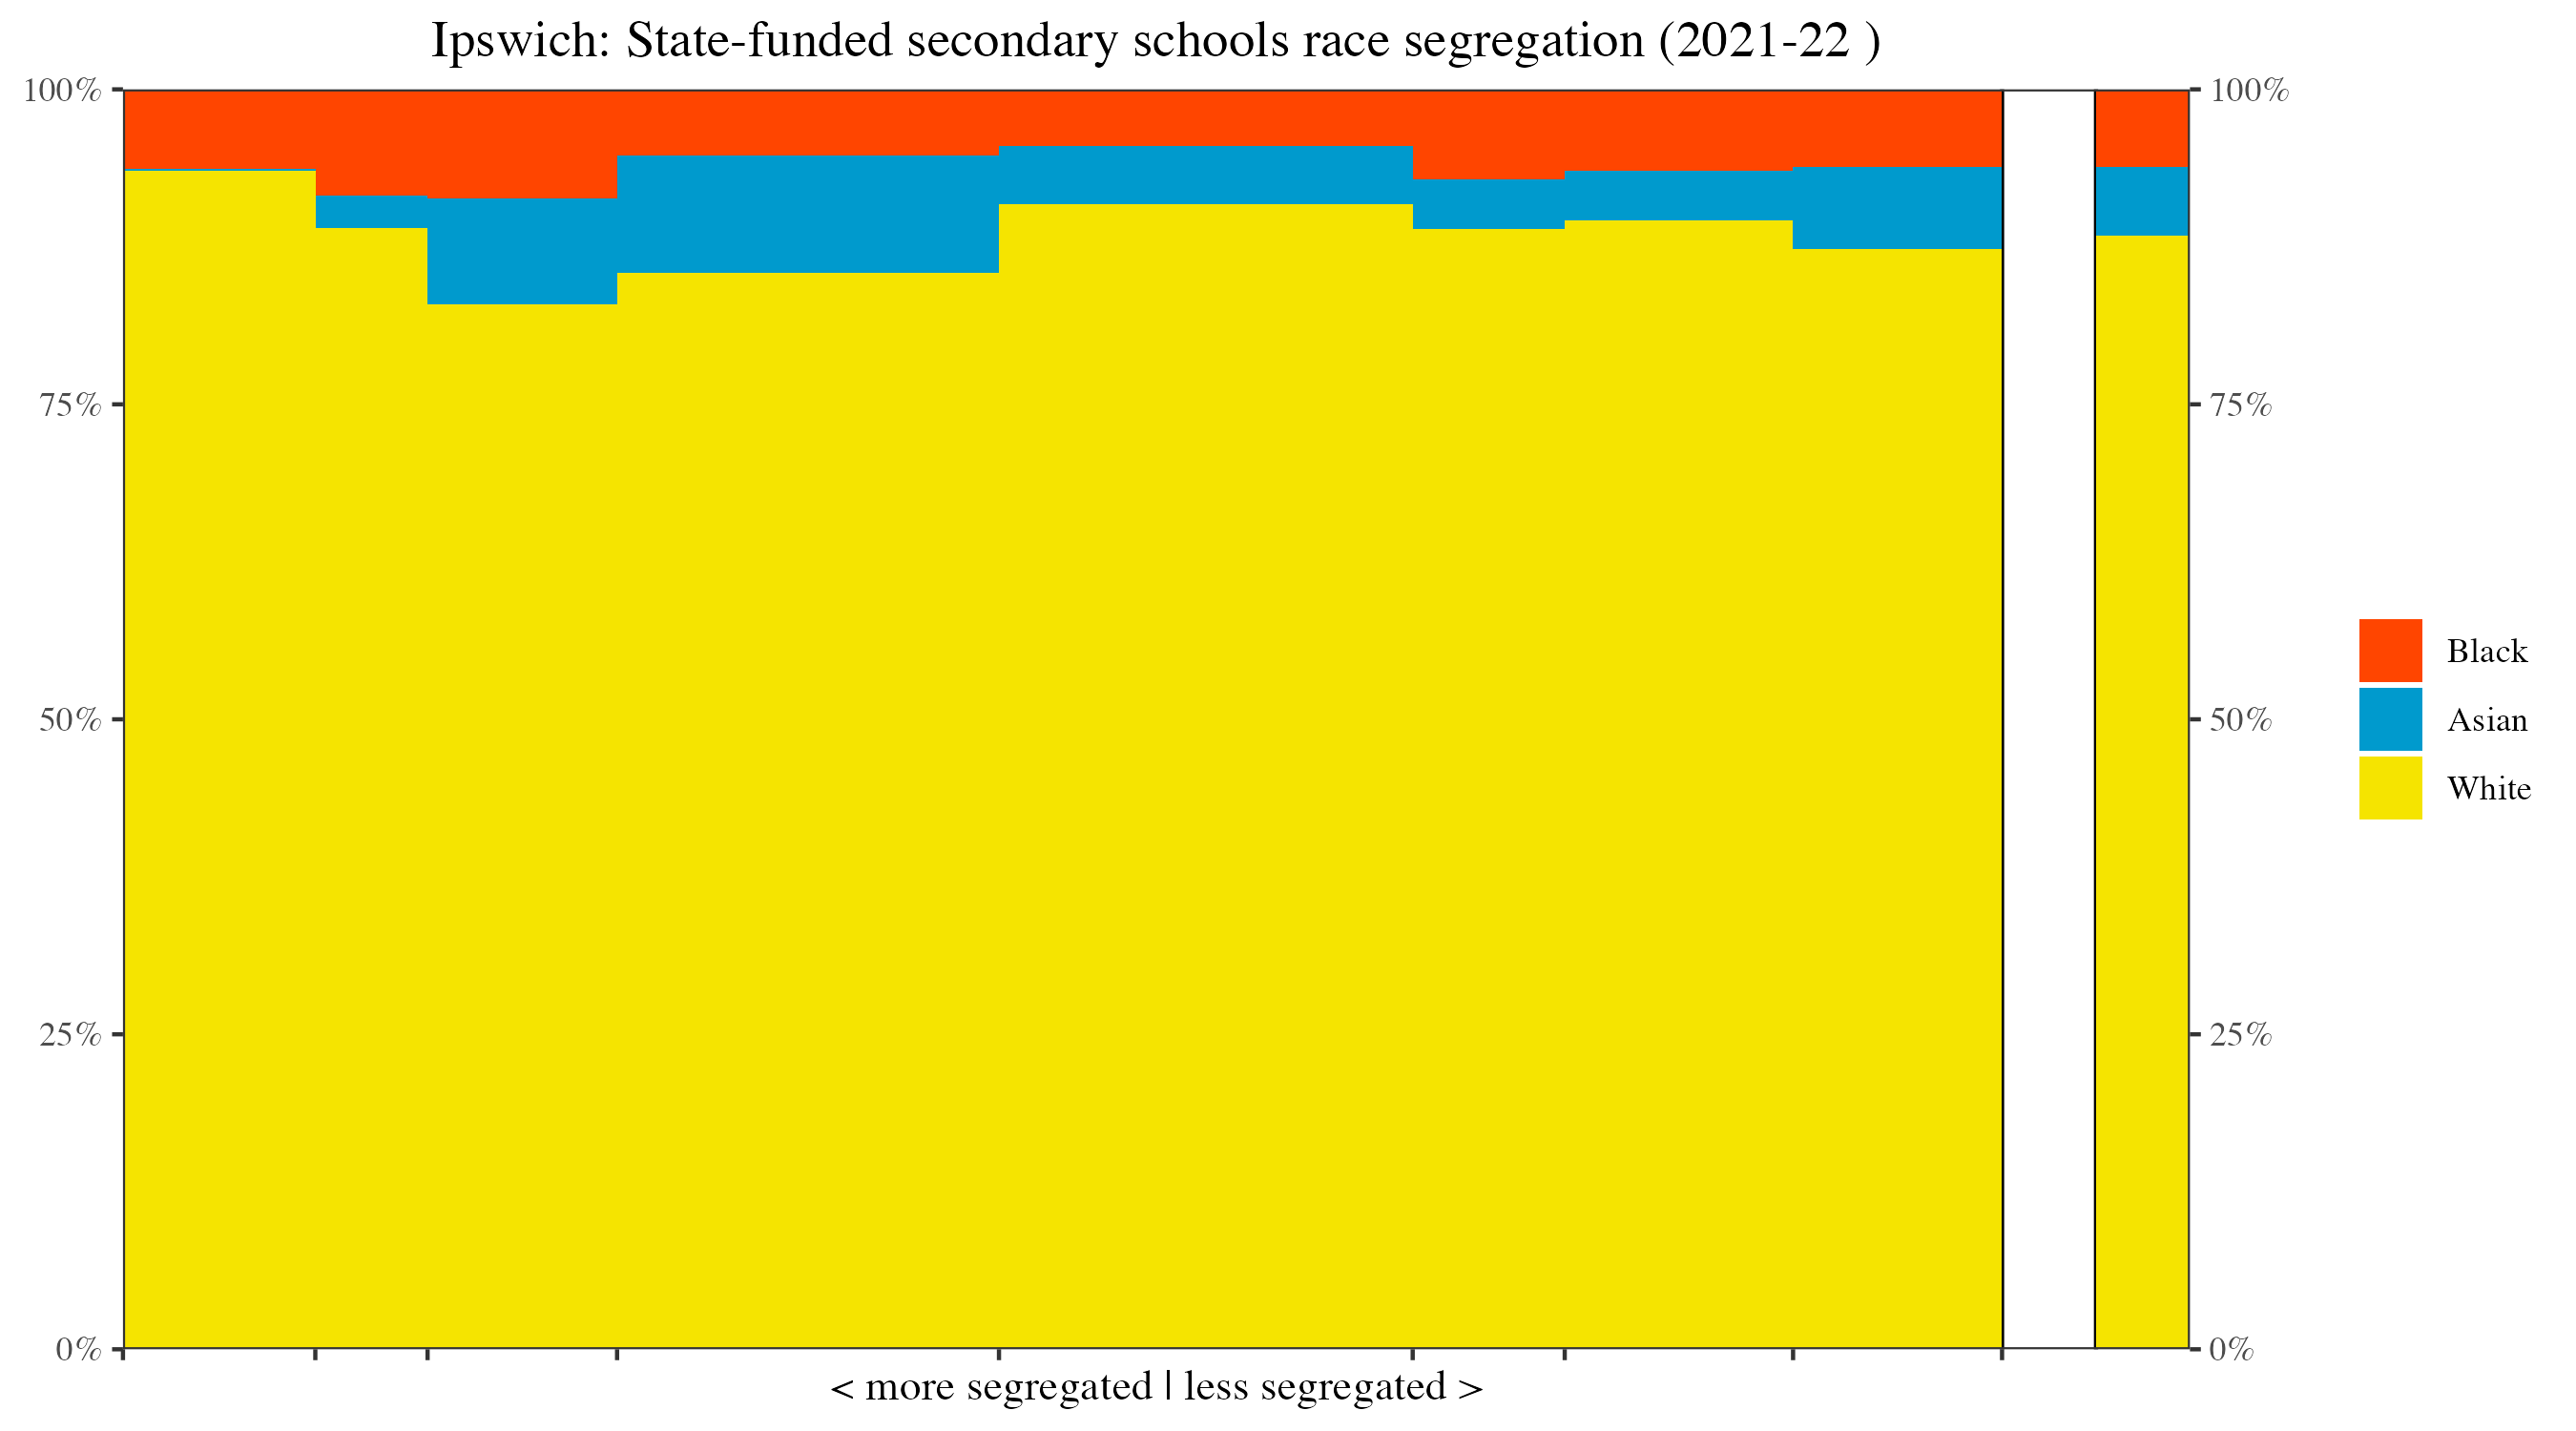 Ipswich: State-funded secondary schools race segregation (2021-22 )
100%
100%
75%
75%
50%
50%
25%
25%
0%
0%
Black
Asian
White
< more segregated | less segregated >